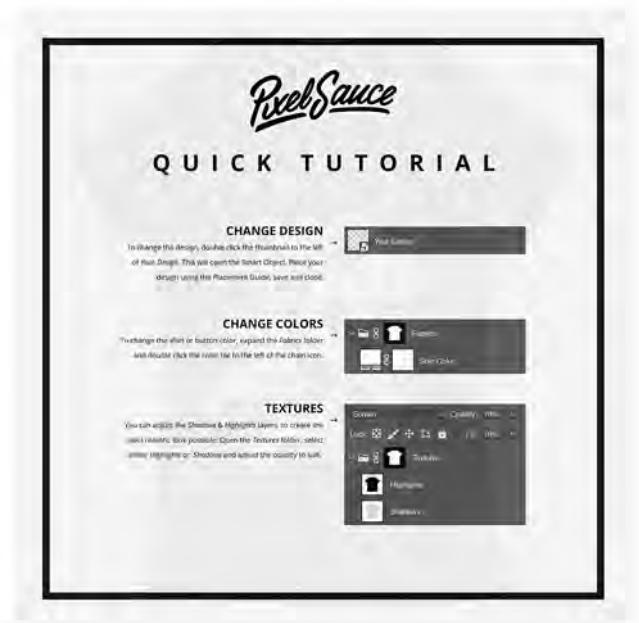 PixelSauce
QUICK TUTORIAL
CHANGE DESIGN
To change the design, double click the thumbnail to the left
of Your Design. This will open the Smart Object. Place your
design using the Placement Guide, save and close.
Your Design
CHANGE COLORS
To change the shirt or button color, expand the Fabrics folder
and double click the color tile to the left of the chain icon.
Fabrics
Shirt Color
TEXTURES
You can adjust the Shadow & Highlights layers, to create the
most realistic look possible. Open the Textures folder, select
either Highlights or Shadows and adjust the opacity to suit.
Screen
Opacity:
Lock:
Textures
Highlights
Shadows